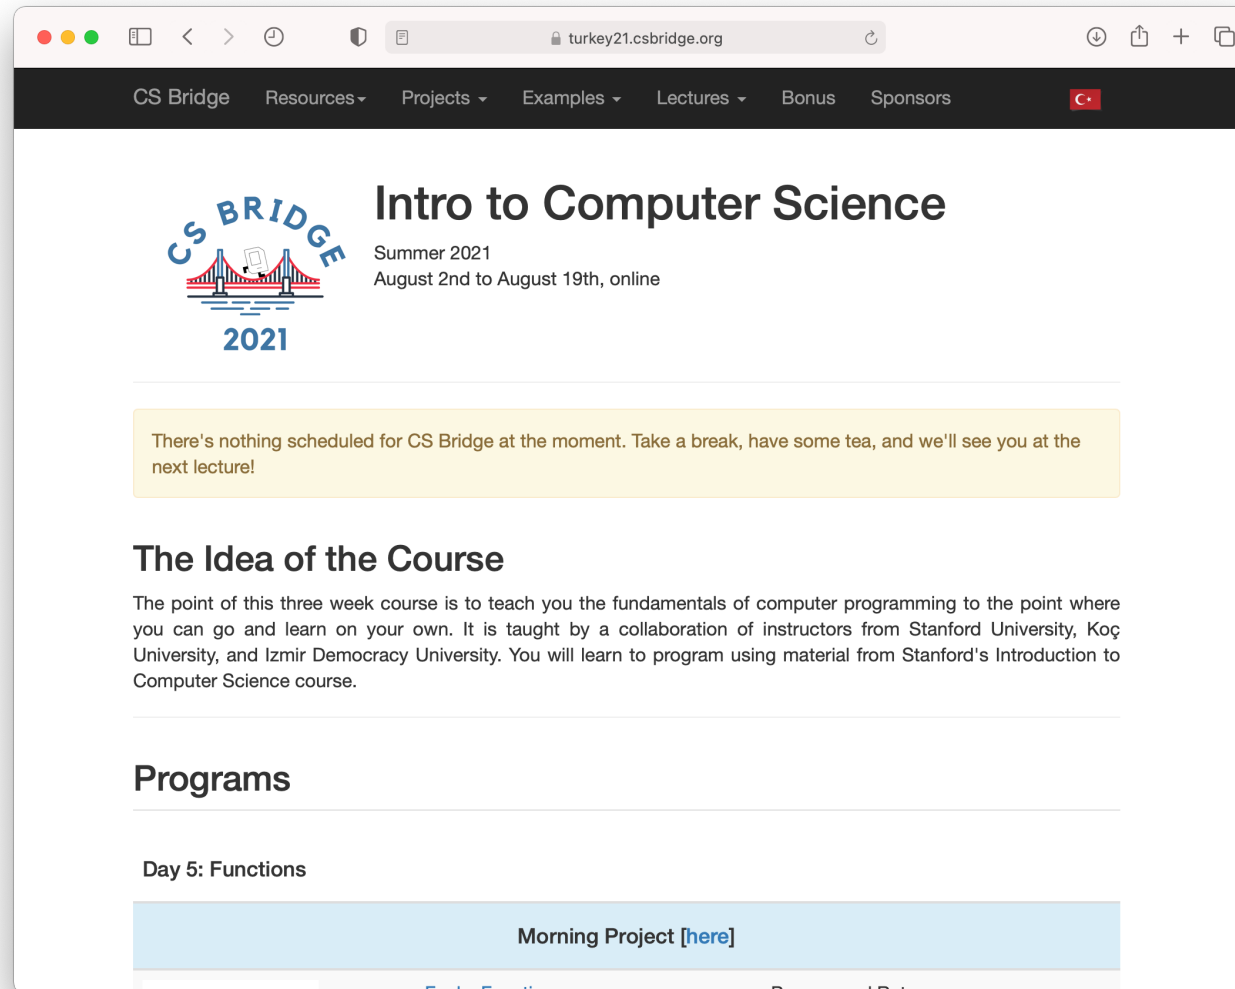 turkey21.csbridge.org
CS Bridge Resources Projects Examples Lectures Bonus Sponsors
CS BRIDGE
2021
Intro to Computer Science
Summer 2021
August 2nd to August 19th, online
There's nothing scheduled for CS Bridge at the moment. Take a break, have some tea, and we'll see you at the
next lecture!
The Idea of the Course
The point of this three week course is to teach you the fundamentals of computer programming to the point where
you can go and learn on your own. It is taught by a collaboration of instructors from Stanford University, Koç
University, and Izmir Democracy University. You will learn to program using material from Stanford's Introduction to
Computer Science course.
Programs
Day 5: Functions
Morning Project [here]